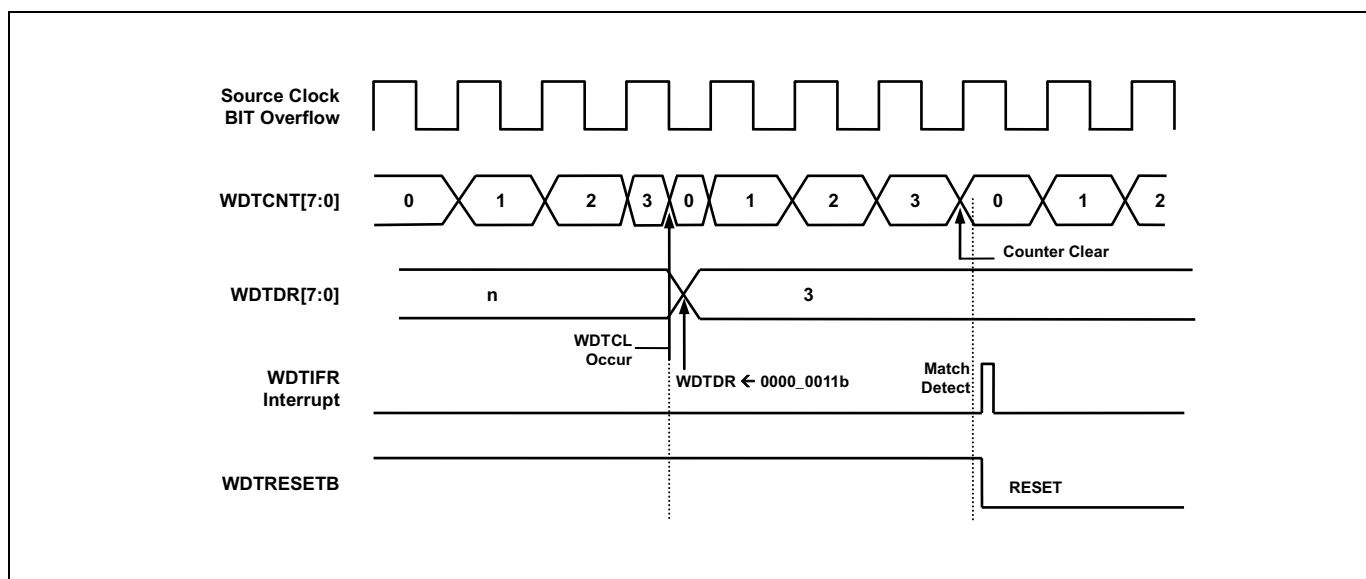 Source Clock
BIT Overflow
WDTCNT[7:0]
0 1 2 3 0 1 2 3 0 1 2
Counter Clear
WDTDR[7:0]
n 3
WDTCL
Occur
WDTDR ← 0000_0011b
WDTIFR
Interrupt
Match
Detect
WDTRESETB
RESET